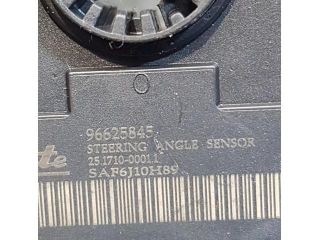 96625845
STEERING ANGLE SENSOR
25.1710-0001.1
SAF6J10H89